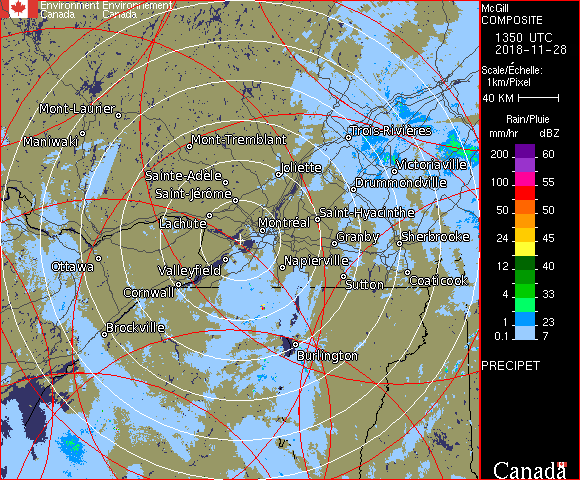 Environment Environnement
Canada Canada
McGill
COMPOSITE
1350 UTC
2018-11-28
Scale/Échelle:
1km/Pixel
40 KM
Rain/Pluie
mm/hr dBZ
200 60
100 55
50 50
24 45
12 40
4 33
1 23
0.1 7
PRECIPET
Canada
Mont-Laurier
Maniwaki
Mont-Tremblant
Trois-Rivières
Sainte-Adèle
Joliette
Victoriaville
Saint-Jérôme
Drummondville
Lachute
Montréal
Saint-Hyacinthe
Granby
Sherbrooke
Ottawa
Valleyfield
Napierville
Sutton
Coaticook
Cornwall
Brockville
Burlington